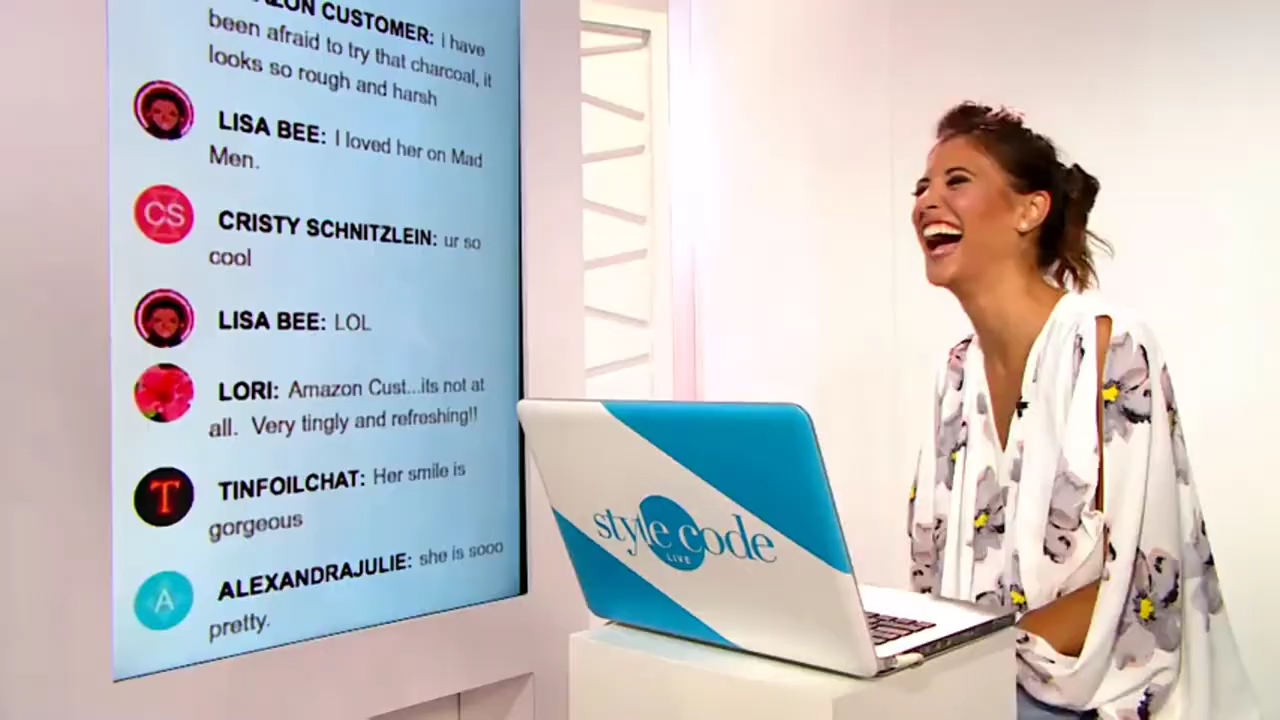 AZON CUSTOMER: i have
been afraid to try that charcoal, it
looks so rough and harsh
LISA BEE: I loved her on Mad
Men.
CS
CRISTY SCHNITZLEIN: ur so
cool
LISA BEE: LOL
LORI: Amazon Cust...its not at
all. Very tingly and refreshing!!
T
TINFOILCHAT: Her smile is
gorgeous
A
ALEXANDRAJULIE: she is sooo
pretty.
style code
LIVE